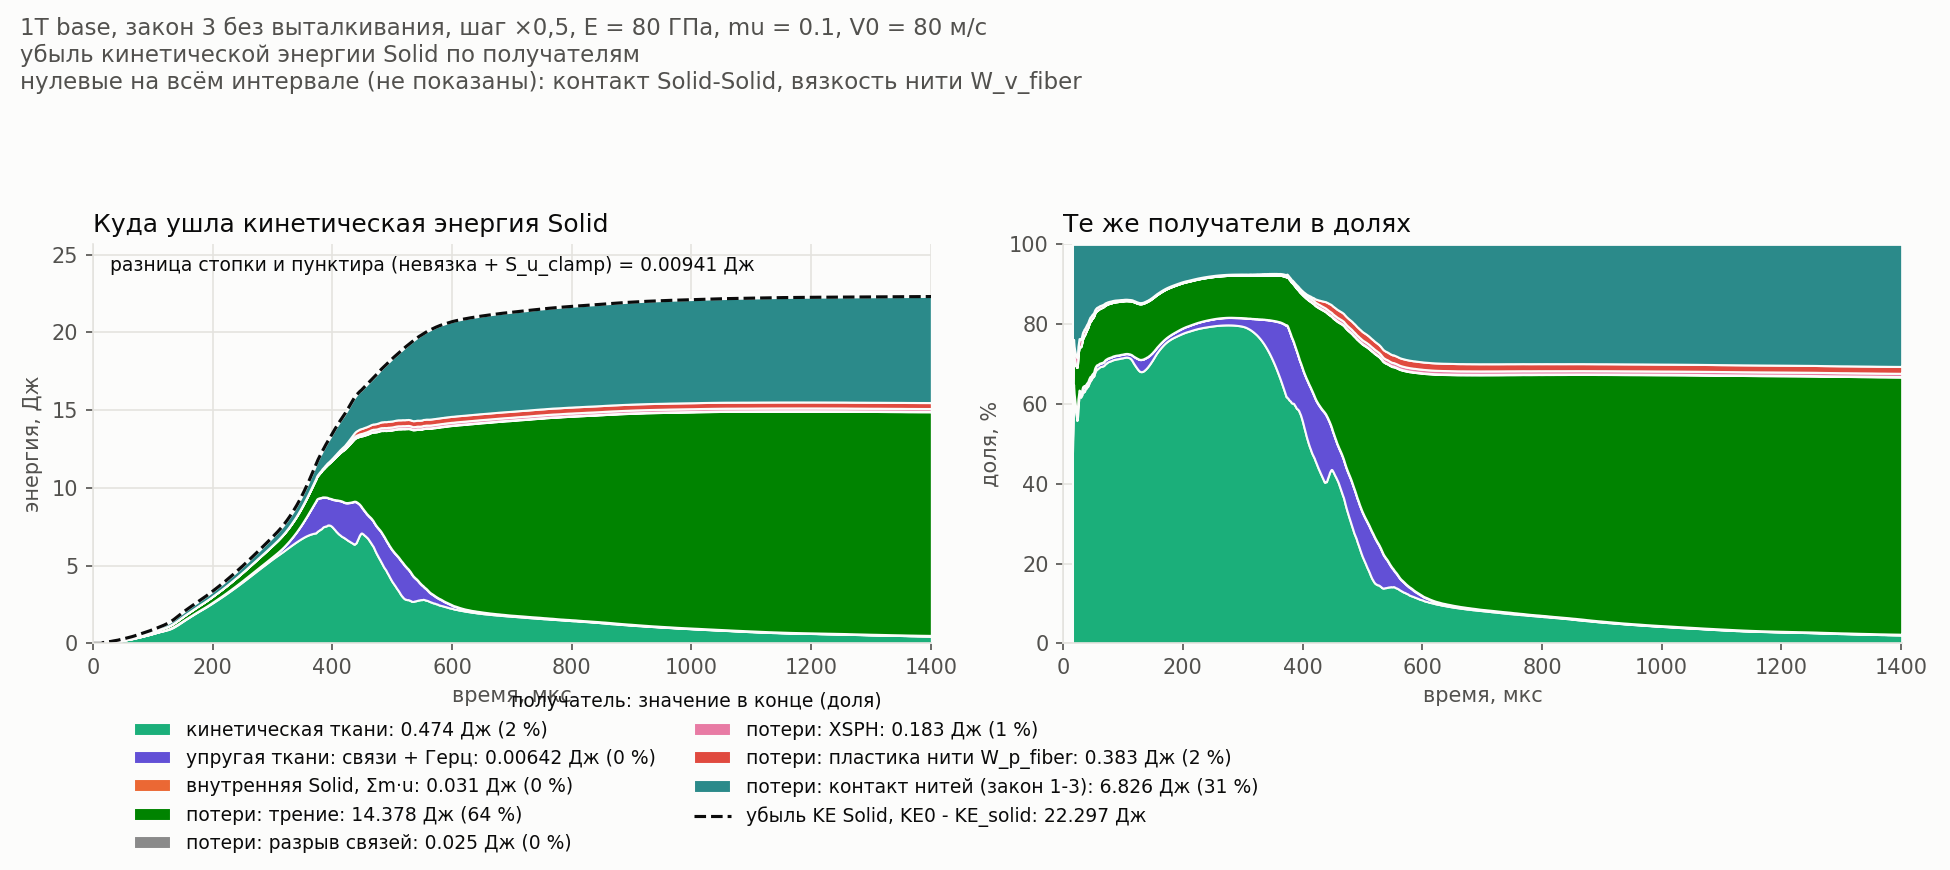 1T base, закон 3 без выталкивания, шаг ×0,5, E = 80 ГПа, mu = 0.1, V0 = 80 м/с
убыль кинетической энергии Solid по получателям
нулевые на всём интервале (не показаны): контакт Solid-Solid, вязкость нити W_v_fiber
Куда ушла кинетическая энергия Solid
разница стопки и пунктира (невязка + S_u_clamp) = 0.00941 Дж
энергия, Дж
25
20
15
10
5
0
0 200 400 600 800 1000 1200 1400
время, мкс
Те же получатели в долях
доля, %
100
80
60
40
20
0
0 200 400 600 800 1000 1200 1400
время, мкс
получатель: значение в конце (доля)
кинетическая ткани: 0.474 Дж (2 %)
упругая ткани: связи + Герц: 0.00642 Дж (0 %)
внутренняя Solid, Σm·u: 0.031 Дж (0 %)
потери: трение: 14.378 Дж (64 %)
потери: разрыв связей: 0.025 Дж (0 %)
потери: XSPH: 0.183 Дж (1 %)
потери: пластика нити W_p_fiber: 0.383 Дж (2 %)
потери: контакт нитей (закон 1-3): 6.826 Дж (31 %)
убыль KE Solid, KE0 - KE_solid: 22.297 Дж